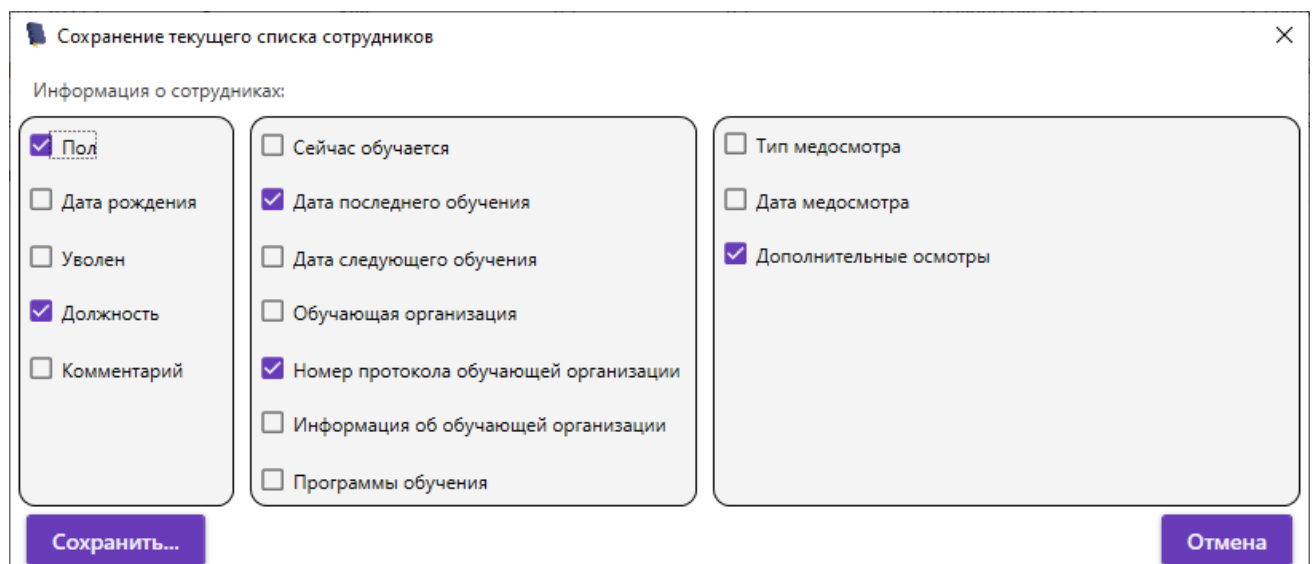 Сохранение текущего списка сотрудников
Информация о сотрудниках:
Пол
Дата рождения
Уволен
Должность
Комментарий
Сейчас обучается
Дата последнего обучения
Дата следующего обучения
Обучающая организация
Номер протокола обучающей организации
Информация об обучающей организации
Программы обучения
Тип медосмотра
Дата медосмотра
Дополнительные осмотры
Сохранить...
Отмена